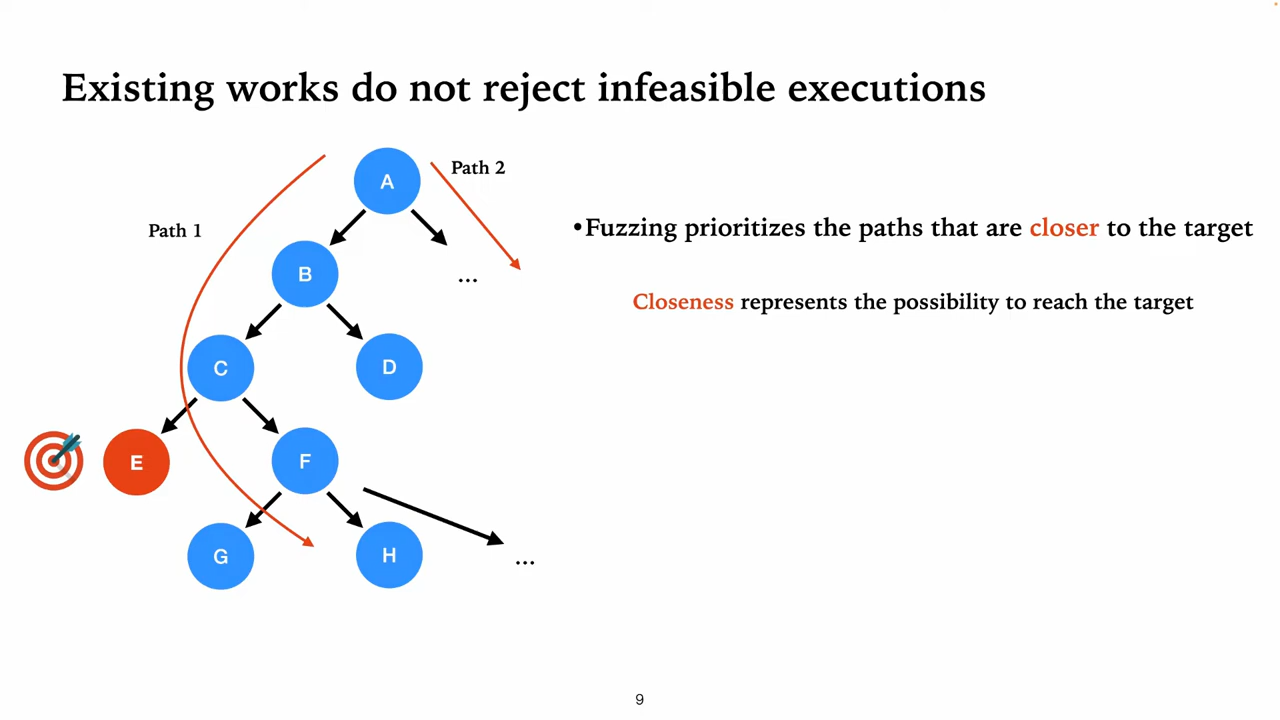 Existing works do not reject infeasible executions
Path 1
Path 2
A
B
...
C
D
E
F
G
H
...
•Fuzzing prioritizes the paths that are closer to the target
Closeness represents the possibility to reach the target
9